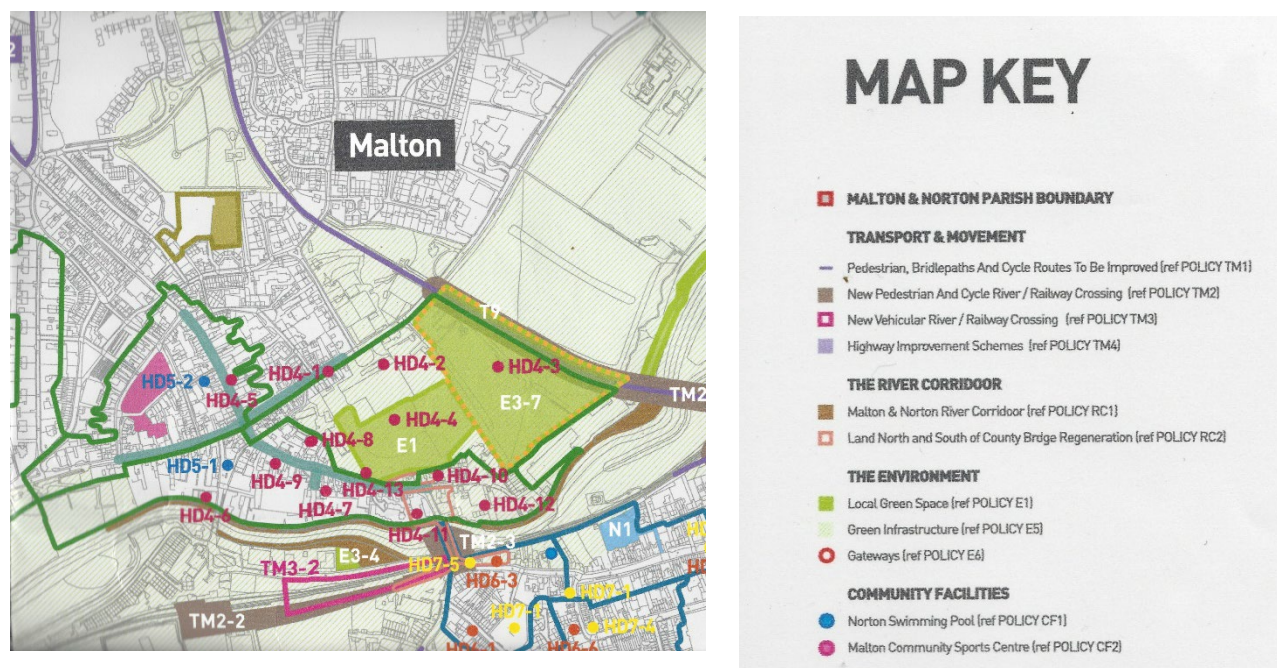 2
Malton
T9
HD4-1
HD4-2
HD4-3
HD5-2
HD4-5
TM2
E3-7
HD4-4
HD4-8
E1
HD5-1
HD4-9
HD4-13
HD4-10
HD4-7
HD4-12
HD4-6
HD4-11
N1
TM2-3
E3-4
TM3-2
HD7-5
HD6-3
HD7-1
TM2-2
HD7-1
HD7-4
HD6-1
HD6-6
MAP KEY
MALTON & NORTON PARISH BOUNDARY
TRANSPORT & MOVEMENT
Pedestrian, Bridlepaths And Cycle Routes To Be Improved (ref POLICY TM1)
New Pedestrian And Cycle River / Railway Crossing (ref POLICY TM2)
New Vehicular River / Railway Crossing (ref POLICY TM3)
Highway Improvement Schemes (ref POLICY TM4)
THE RIVER CORRIDOOR
Malton & Norton River Corridoor (ref POLICY RC1)
Land North and South of County Brdge Regeneration (ref POLICY RC2)
THE ENVIRONMENT
Local Green Space (ref POLICY E1)
Green Infrastructure (ref POLICY E5)
Gateways (ref POLICY E6)
COMMUNITY FACILITIES
Norton Swimming Pool (ref POLICY CF1)
Malton Community Sports Centre (ref POLICY CF2)